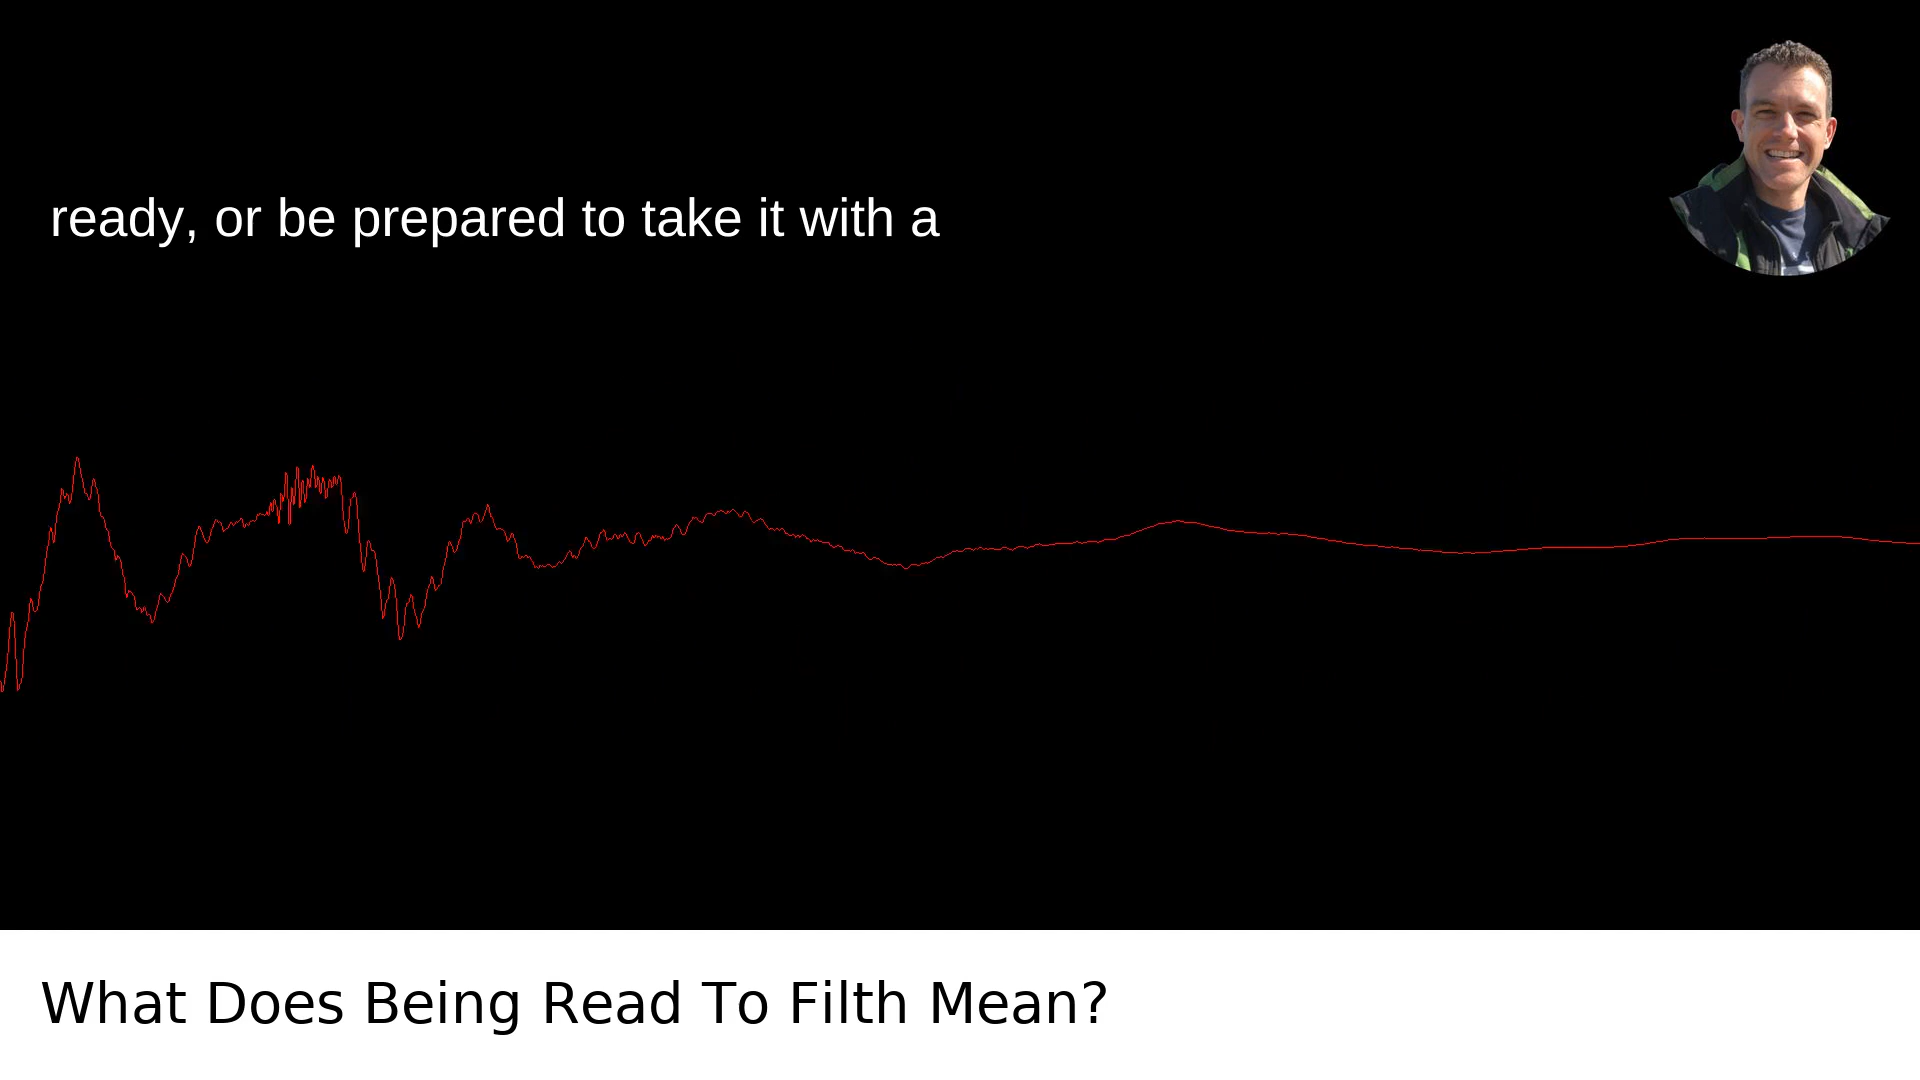 ready, or be prepared to take it with a
What Does Being Read To Filth Mean?